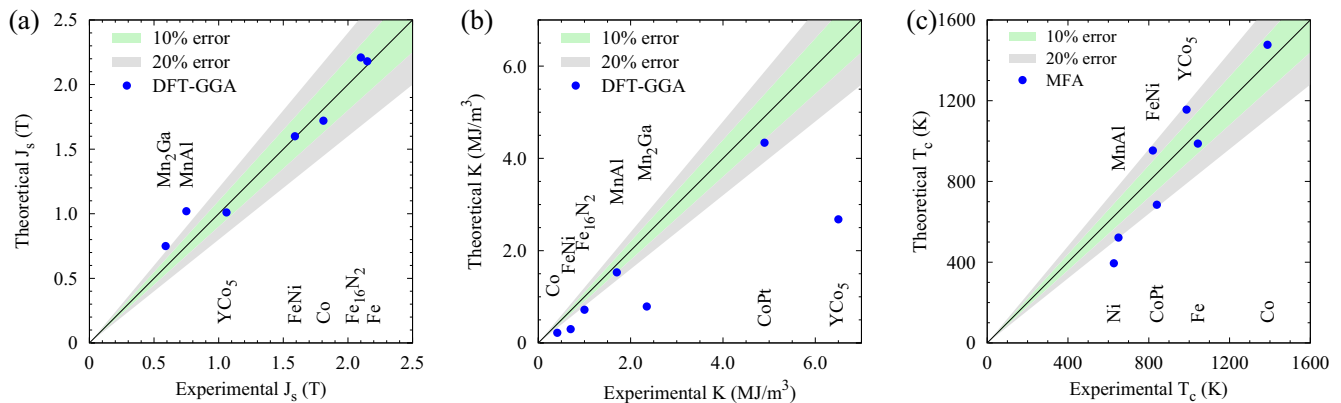 (a)
2.5
2.0
1.5
1.0
0.5
0
Theoretical Jₛ (T)
10% error
20% error
DFT-GGA
Mn₂Ga
MnAl
YCo₅
FeNi
Co
Fe₁₆N₂
Fe
0 0.5 1.0 1.5 2.0 2.5
Experimental Jₛ (T)
(b)
6.0
4.0
2.0
0
Theoretical K (MJ/m³)
10% error
20% error
DFT-GGA
Co
FeNi
Fe₁₆N₂
MnAl
Mn₂Ga
CoPt
YCo₅
0 2.0 4.0 6.0
Experimental K (MJ/m³)
(c)
1600
1200
800
400
0
Theoretical T_c (K)
10% error
20% error
MFA
MnAl
FeNi
YCo₅
Ni
CoPt
Fe
Co
0 400 800 1200 1600
Experimental T_c (K)